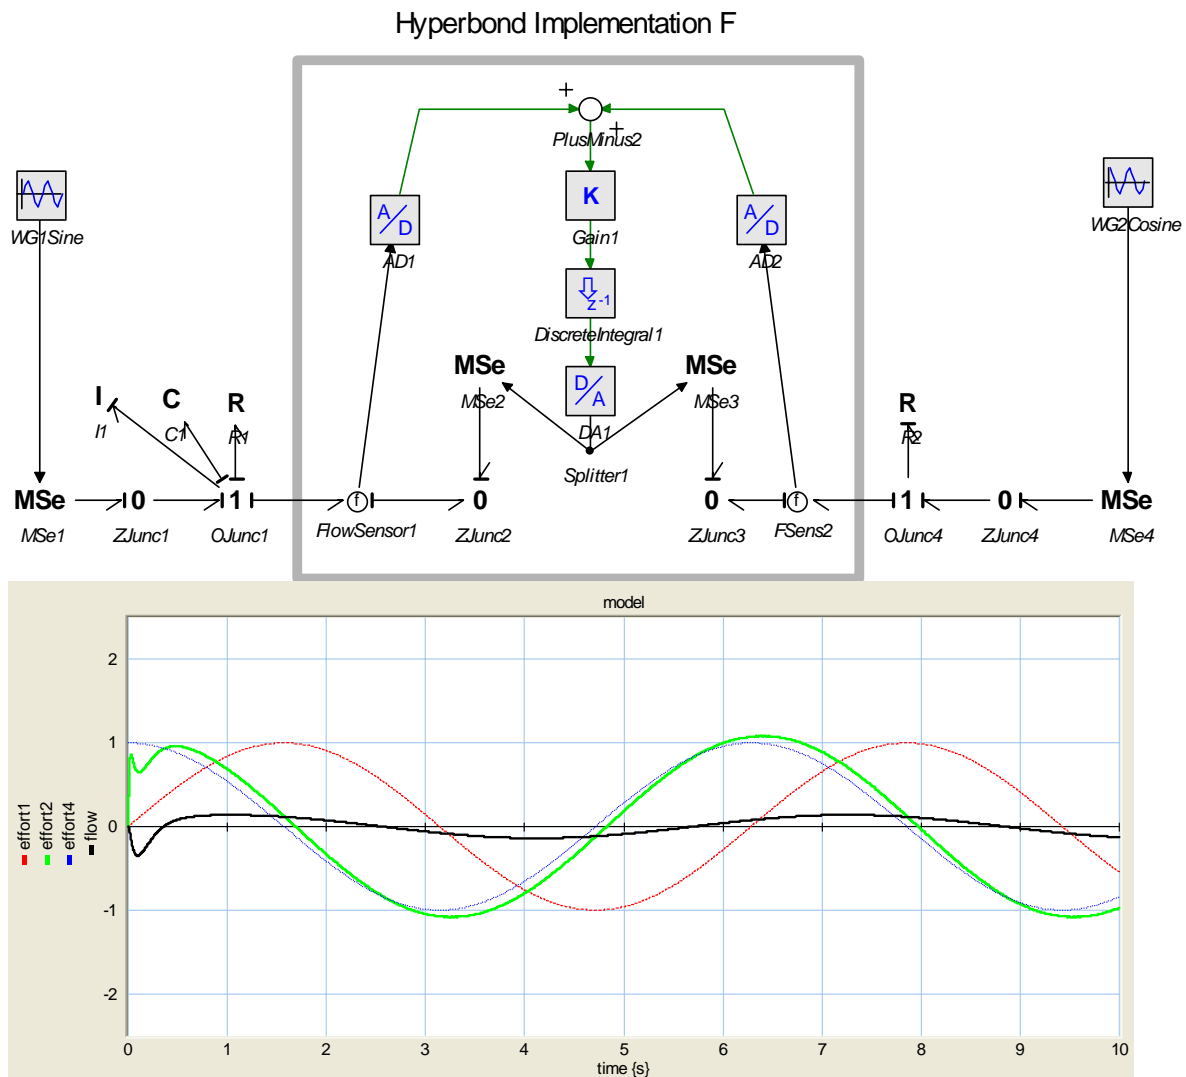 Hyperbond Implementation F
+
+
PlusMinus2
K
Gain1
WG1Sine
WG2Cosine
A/D
AD1
A/D
AD2
z-1
DiscreteIntegral1
MSe
MSe2
MSe
MSe3
D/A
DA1
Splitter1
I
I1
C
C1
R
R1
R
R2
MSe
MSe1
0
ZJunc1
1
OJunc1
f
FlowSensor1
0
ZJunc2
0
ZJunc3
f
FSens2
1
OJunc4
0
ZJunc4
MSe
MSe4
model
effort1
effort2
effort4
flow
2
1
0
-1
-2
0 1 2 3 4 5 6 7 8 9 10
time {s}